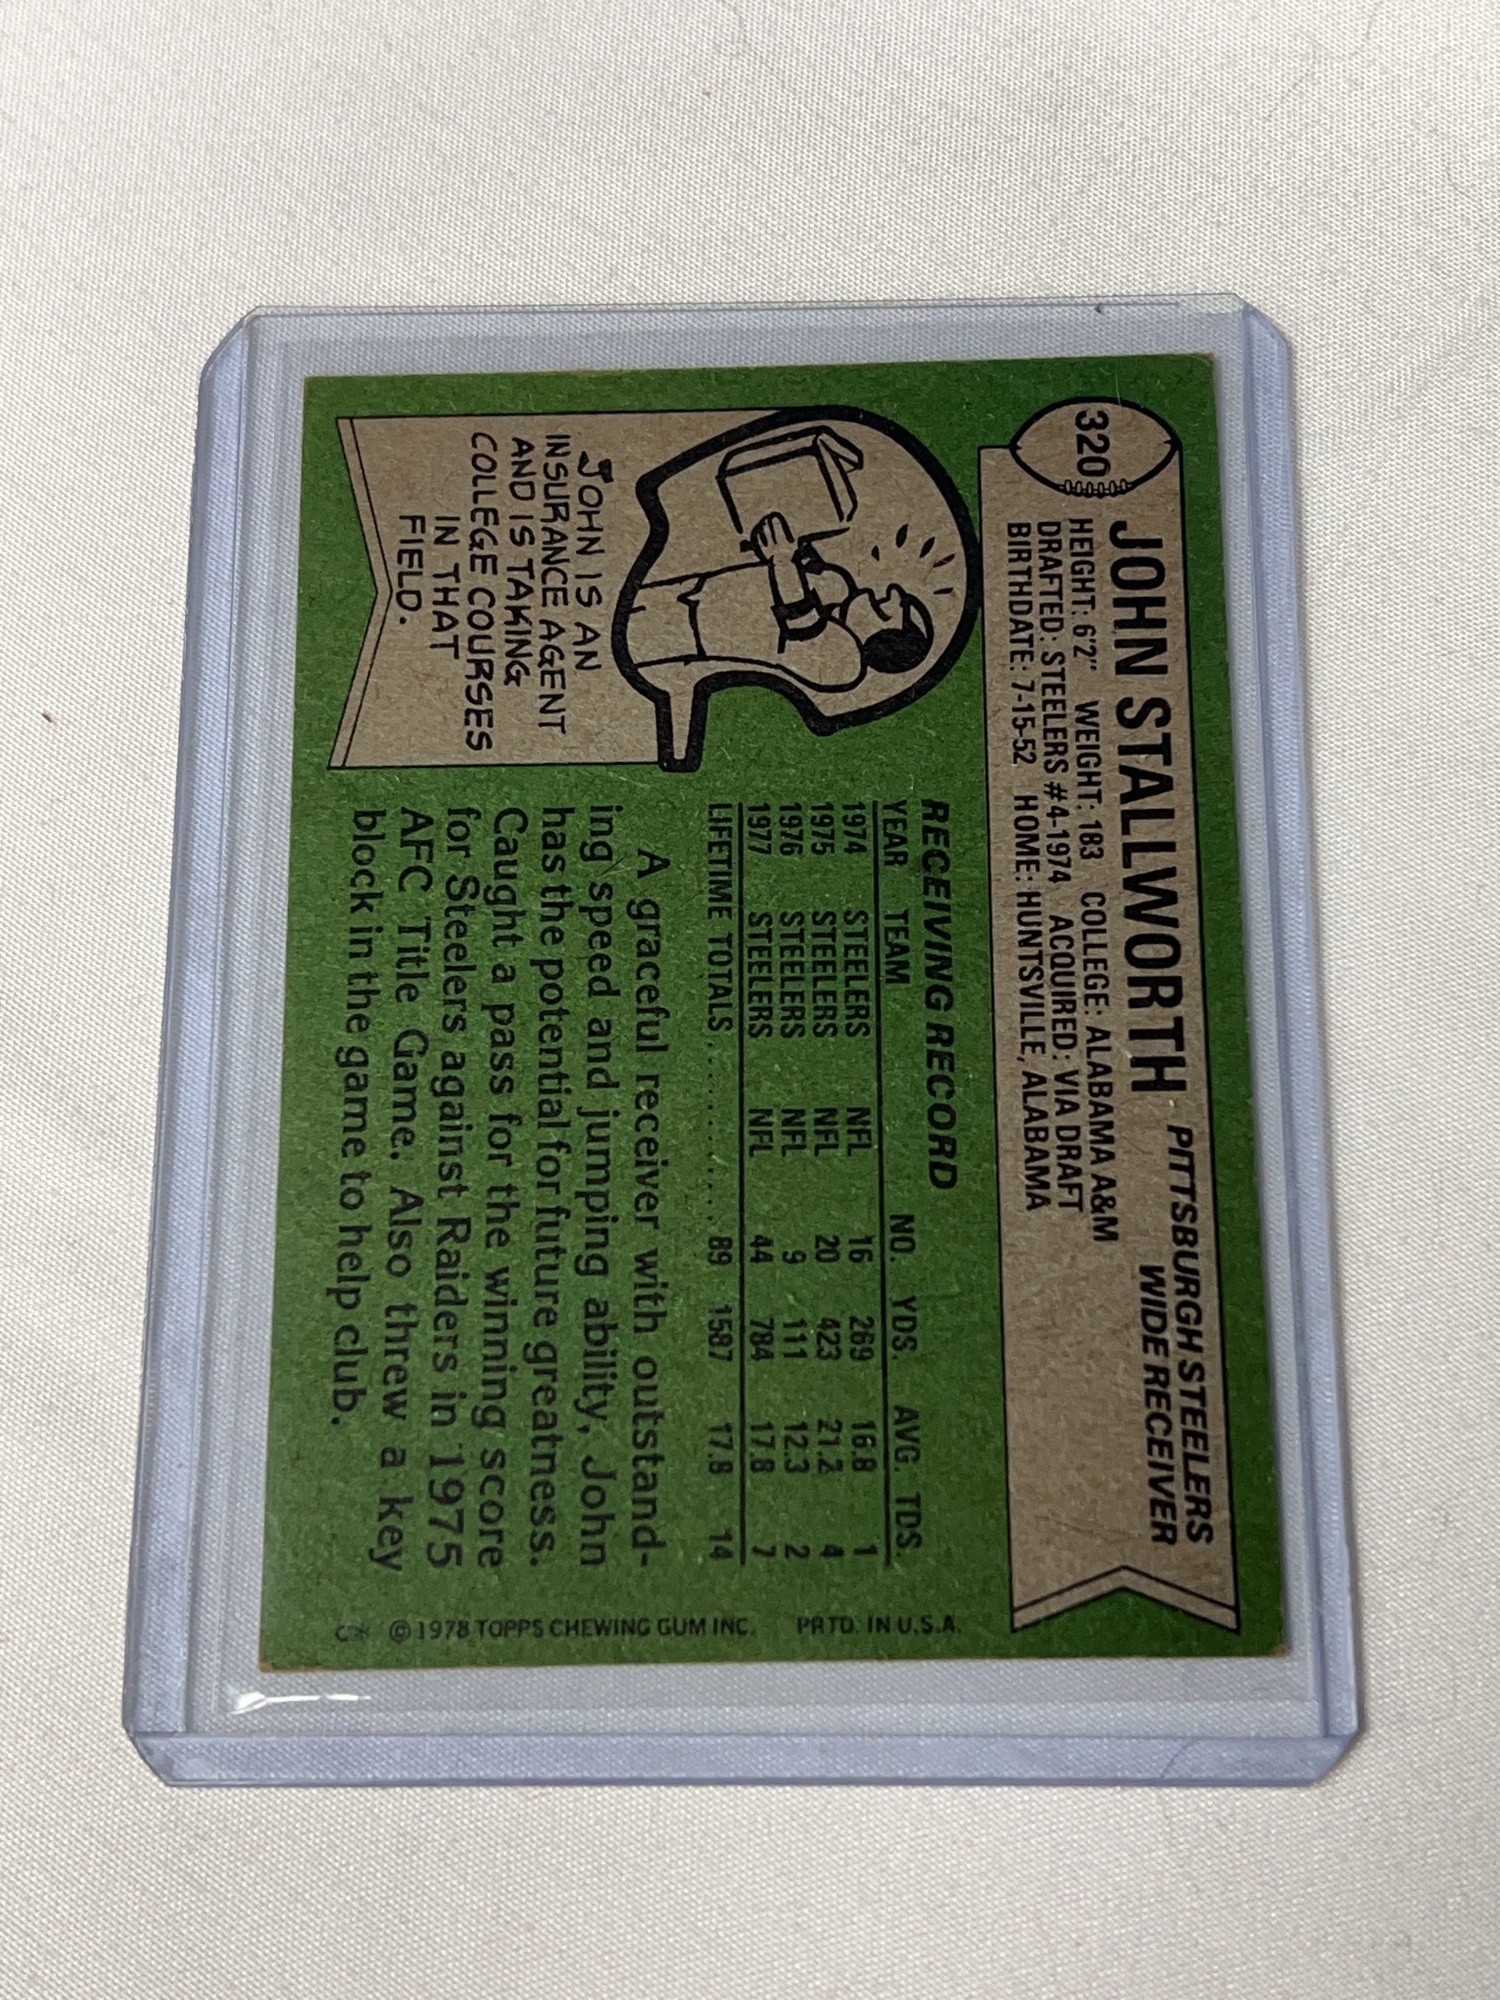 320
JOHN STALLWORTH PITTSBURGH STEELERS
WIDE RECEIVER
HEIGHT: 6'2" WEIGHT: 183 COLLEGE: ALABAMA A&M
DRAFTED: STEELERS #4-1974 ACQUIRED: VIA DRAFT
BIRTHDATE: 7-15-52 HOME: HUNTSVILLE, ALABAMA
JOHN IS AN
INSURANCE AGENT
AND IS TAKING
COLLEGE COURSES
IN THAT
FIELD.
RECEIVING RECORD
YEAR TEAM NO. YDS. AVG. TDS.
1974 STEELERS NFL 16 269 16.8 1
1975 STEELERS NFL 20 423 21.2 4
1976 STEELERS NFL 9 111 12.3 2
1977 STEELERS NFL 44 784 17.8 7
LIFETIME TOTALS.......... 89 1587 17.8 14
A graceful receiver with outstand-
ing speed and jumping ability, John
has the potential for future greatness.
Caught a pass for the winning score
for Steelers against Raiders in 1975
AFC Title Game. Also threw a key
block in the game to help club.
© 1978 TOPPS CHEWING GUM INC. PRTD. IN U.S.A.